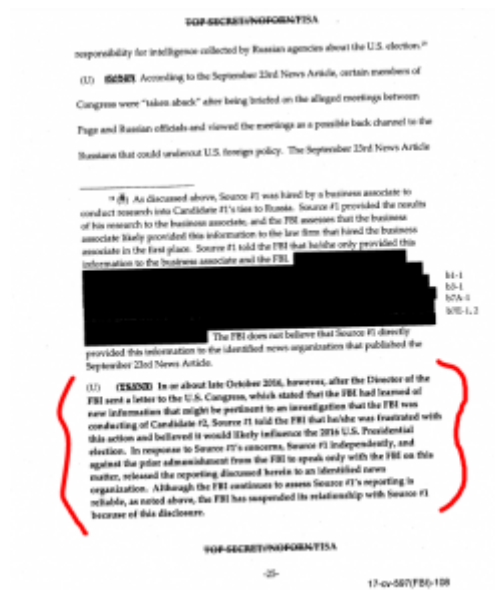 TOP SECRET//NOFORN/FISA
responsibility for intelligence collected by Russian agencies about the U.S. election.
(U) According to the September 23rd News Article, certain members of
Congress were "taken aback" after being briefed on the alleged meetings between
Page and Russian officials and viewed the meetings as a possible back channel to the
Russians that could undercut U.S. foreign policy. The September 23rd News Article
As discussed above, Source #1 was hired by a business associate to
conduct research into Candidate #1's ties to Russia. Source #1 provided the results
of his research to the business associate, and the FBI assesses that the business
associate likely provided this information to the law firm that hired the business
associate in the first place. Source #1 told the FBI that he/she only provided this
information to the business associate and the FBI.
b1-1
b3-1
b7A-1
b7E-1, 2
The FBI does not believe that Source #1 directly
provided this information to the identified news organization that published the
September 23rd News Article.
(U) In or about late October 2016, however, after the Director of the
FBI sent a letter to the U.S. Congress, which stated that the FBI had learned of
new information that might be pertinent to an investigation that the FBI was
conducting of Candidate #2, Source #1 told the FBI that he/she was frustrated with
this action and believed it would likely influence the 2016 U.S. Presidential
election. In response to Source #1's concerns, Source #1 independently, and
against the prior admonishment from the FBI to speak only with the FBI on this
matter, released the reporting discussed herein to an identified news
organization. Although the FBI continues to assess Source #1's reporting is
reliable, as noted above, the FBI has suspended its relationship with Source #1
because of this disclosure.
TOP SECRET//NOFORN/FISA
-25-
17-cv-597(FBI)-108